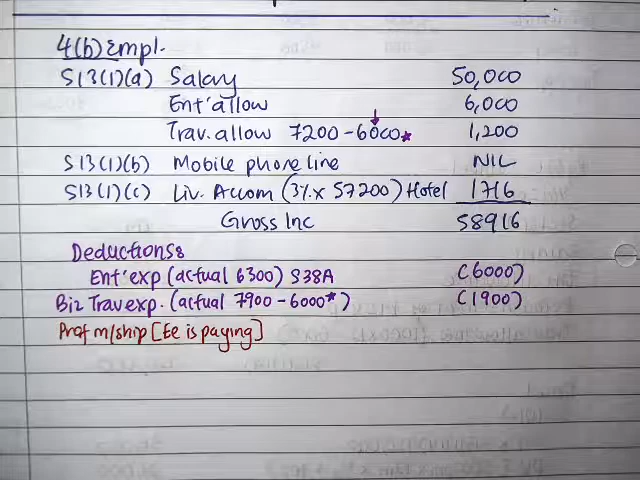 4(b) Empl.
S13(1)(a) Salary 50,000
Ent'allow 6,000
Trav. allow 7200 - 6000* 1,200
S13(1)(b) Mobile phone line NIL
S13(1)(c) Liv. Accom (3% x 57200) Hotel 1716
Gross Inc 58916
Deductions
Ent'exp (actual 6300) S38A (6000)
Biz Trav exp. (actual 7900 - 6000*) (1900)
Prof m/ship [Ee is paying]